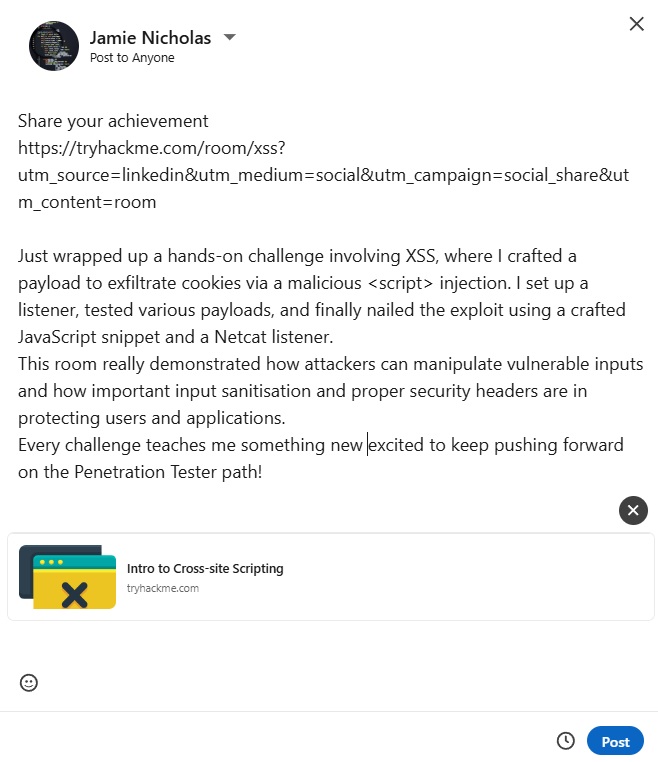 Jamie Nicholas
Post to Anyone
Share your achievement
https://tryhackme.com/room/xss?
utm_source=linkedin&utm_medium=social&utm_campaign=social_share&ut
m_content=room
Just wrapped up a hands-on challenge involving XSS, where I crafted a
payload to exfiltrate cookies via a malicious <script> injection. I set up a
listener, tested various payloads, and finally nailed the exploit using a crafted
JavaScript snippet and a Netcat listener.
This room really demonstrated how attackers can manipulate vulnerable inputs
and how important input sanitisation and proper security headers are in
protecting users and applications.
Every challenge teaches me something new excited to keep pushing forward
on the Penetration Tester path!
Intro to Cross-site Scripting
tryhackme.com
Post